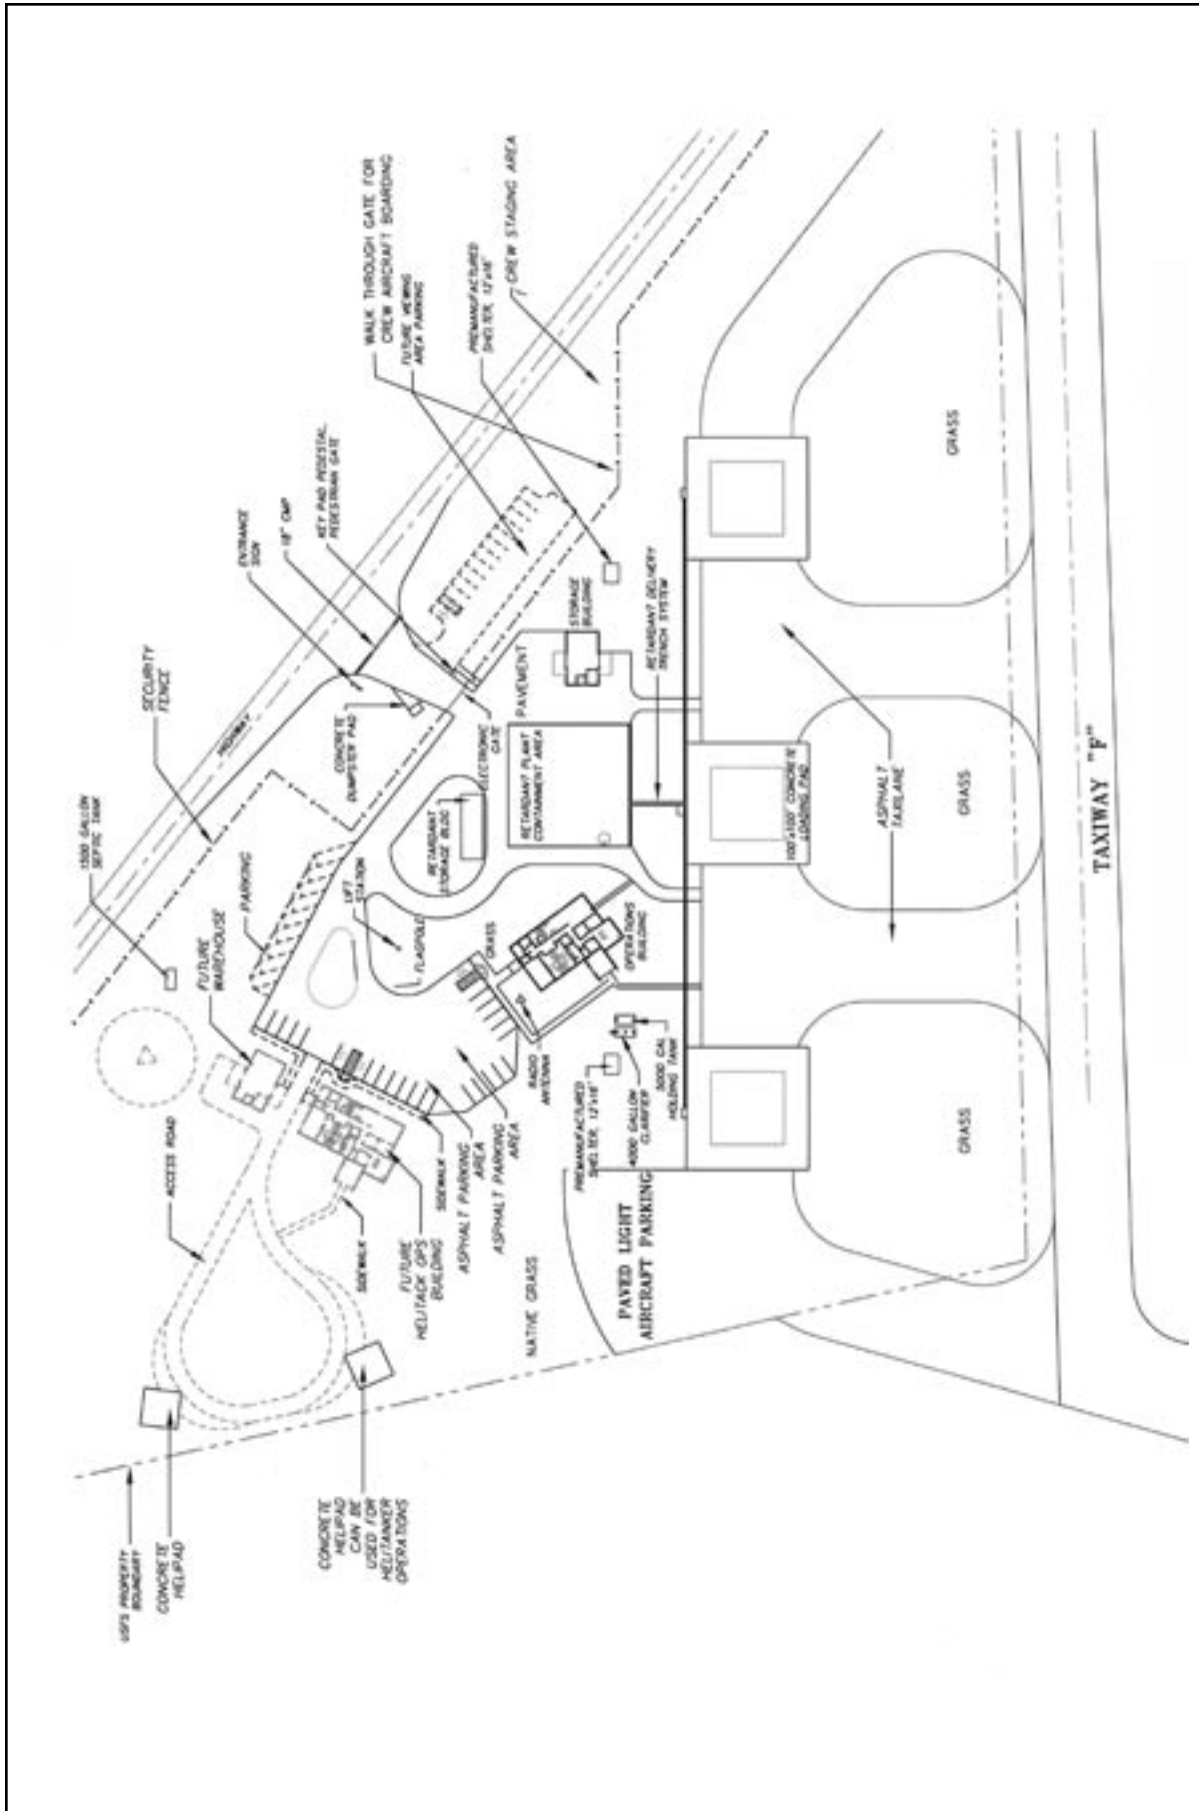 USFS PROPERTY
BOUNDARY
CONCRETE
HELIPAD
CONCRETE
HELIPAD
CAN BE
USED FOR
HELITANKER
OPERATIONS
ACCESS ROAD
SIDEWALK
FUTURE
HELITACK OPS
BUILDING
SIDEWALK
ASPHALT PARKING
AREA
ASPHALT PARKING
AREA
NATIVE GRASS
PAVED LIGHT
AIRCRAFT PARKING
FUTURE
WAREHOUSE
PARKING
1500 GALLON
SEPTIC TANK
SECURITY
FENCE
HIGHWAY
RADIO
ANTENNA
PREMANUFACTURED
SHELTER, 12'x16'
4000 GALLON
CLARIFIER
5000 GAL
HOLDING TANK
FLAGPOLE
LIFT
STATION
GRASS
OPERATIONS
BUILDING
RETARDANT
STORAGE BLDG
CONCRETE
DUMPSTER PAD
ELECTRONIC
GATE
ENTRANCE
SIGN
18" CMP
KEY PAD PEDESTAL,
PEDESTRIAN GATE
PAVEMENT
RETARDANT PLANT
CONTAINMENT AREA
STORAGE
BUILDING
RETARDANT DELIVERY
TRENCH SYSTEM
WALK THROUGH GATE FOR
CREW AIRCRAFT BOARDING
FUTURE VIEWING
AREA PARKING
PREMANUFACTURED
SHELTER, 12'x16'
CREW STAGING AREA
100'x100' CONCRETE
LOADING PAD
ASPHALT
TAXILANE
GRASS
GRASS
GRASS
TAXIWAY "F"